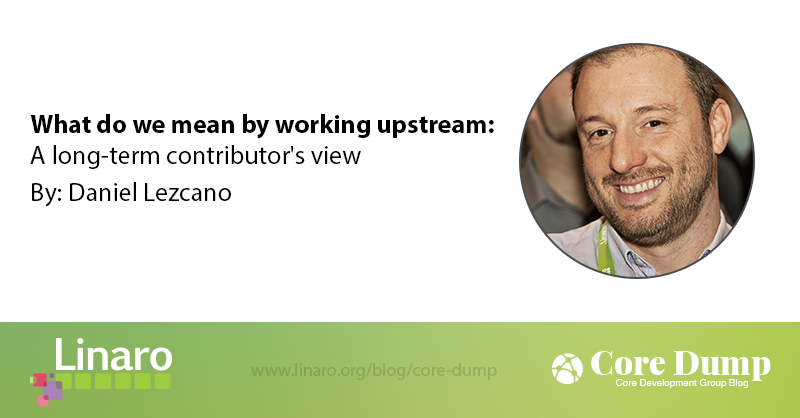 What do we mean by working upstream:
A long-term contributor's view
By: Daniel Lezcano
Linaro
www.linaro.org/blog/core-dump
Core Dump
Core Development Group Blog